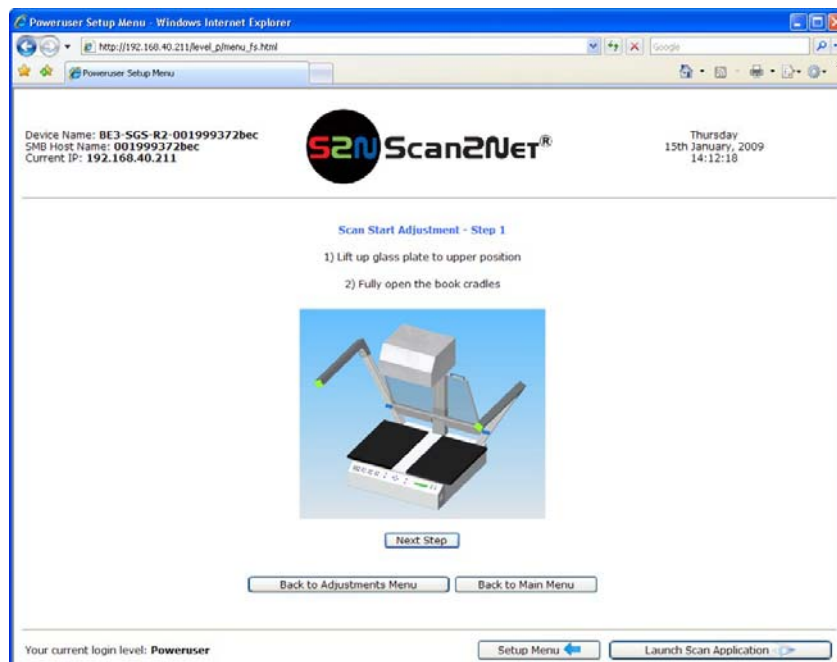 Poweruser Setup Menu - Windows Internet Explorer
http://192.168.40.211/level_p/menu_fs.html
Google
Poweruser Setup Menu
Device Name: BE3-SGS-R2-001999372bec
SMB Host Name: 001999372bec
Current IP: 192.168.40.211
S2N Scan2Net®
Thursday
15th January, 2009
14:12:18
Scan Start Adjustment - Step 1
1) Lift up glass plate to upper position
2) Fully open the book cradles
Next Step
Back to Adjustments Menu
Back to Main Menu
Your current login level: Poweruser
Setup Menu
Launch Scan Application